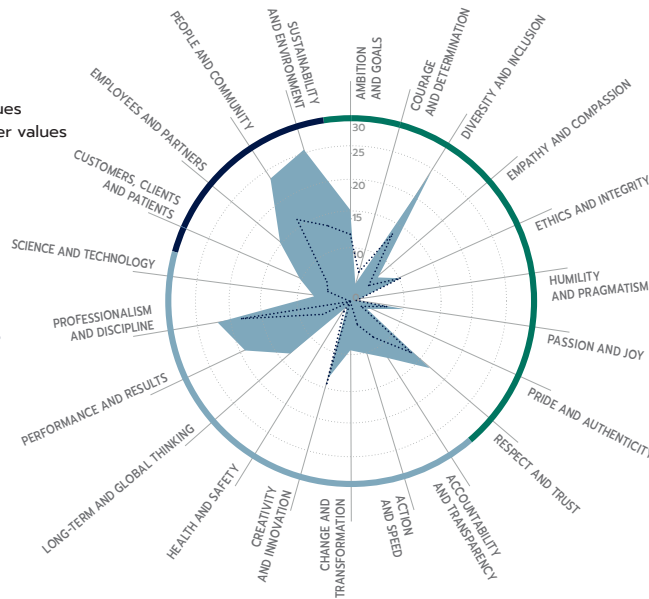 ues
er values
AMBITION
AND GOALS
COURAGE
AND DETERMINATION
DIVERSITY AND INCLUSION
EMPATHY AND COMPASSION
ETHICS AND INTEGRITY
HUMILITY
AND PRAGMATISM
PASSION AND JOY
PRIDE AND AUTHENTICITY
RESPECT AND TRUST
ACCOUNTABILITY
AND TRANSPARENCY
ACTION
AND SPEED
CHANGE AND
TRANSFORMATION
CREATIVITY
AND INNOVATION
HEALTH AND SAFETY
LONG-TERM AND GLOBAL THINKING
PERFORMANCE AND RESULTS
PROFESSIONALISM
AND DISCIPLINE
SCIENCE AND TECHNOLOGY
CUSTOMERS, CLIENTS
AND PATIENTS
EMPLOYEES AND PARTNERS
PEOPLE AND COMMUNITY
SUSTAINABILITY
AND ENVIRONMENT
30
25
20
15